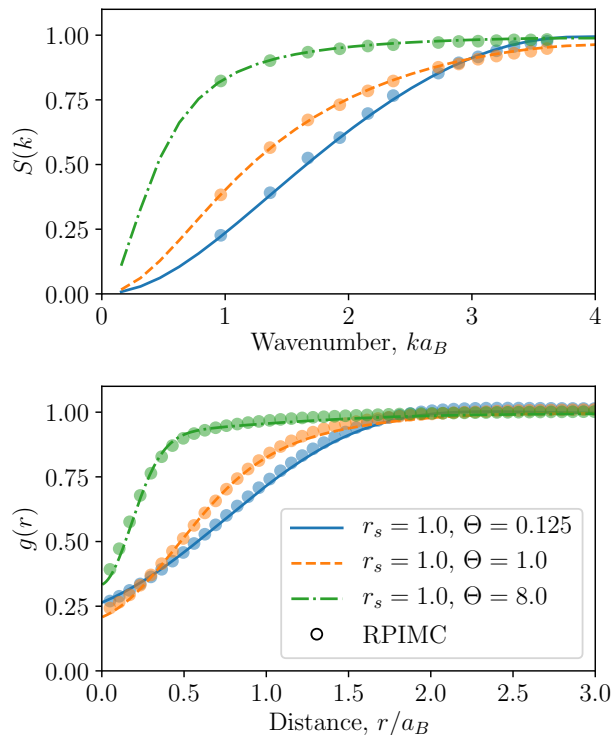 1.00
0.75
0.50
0.25
0.00
S(k)
0 1 2 3 4
Wavenumber, ka_B
1.00
0.75
0.50
0.25
0.00
g(r)
r_s = 1.0, Θ = 0.125
r_s = 1.0, Θ = 1.0
r_s = 1.0, Θ = 8.0
RPIMC
0.0 0.5 1.0 1.5 2.0 2.5 3.0
Distance, r/a_B